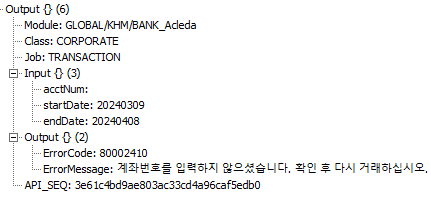 Output {} (6)
Module: GLOBAL/KHM/BANK_Acleda
Class: CORPORATE
Job: TRANSACTION
Input {} (3)
acctNum:
startDate: 20240309
endDate: 20240408
Output {} (2)
ErrorCode: 80002410
ErrorMessage: 계좌번호를 입력하지 않으셨습니다. 확인 후 다시 거래하십시오.
API_SEQ: 3e61c4bd9ae803ac33cd4a96caf5edb0